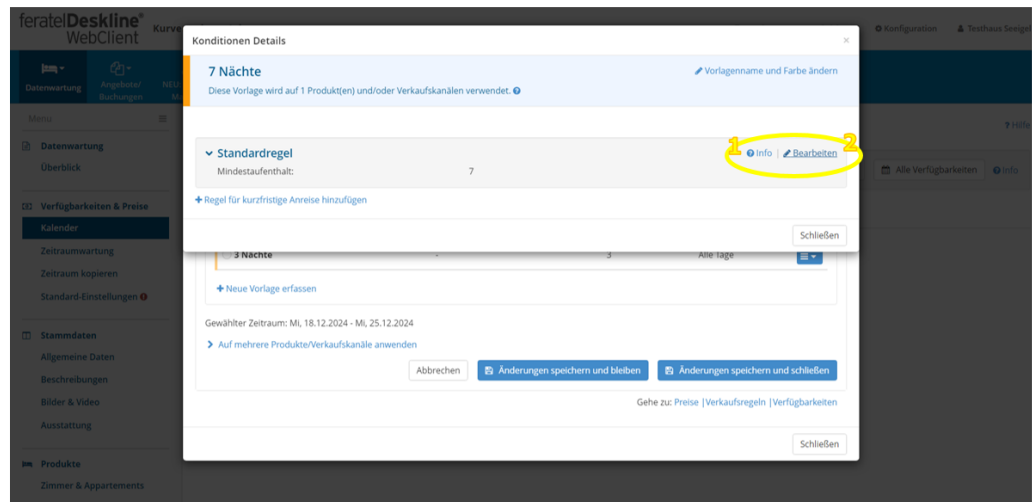 feratelDeskline®
WebClient
Kurve
Konfiguration
Testhaus Seeigel
Datenwartung
Angebote/
Buchungen
NEU:
Menu
? Hilfe
Datenwartung
Überblick
Alle Verfügbarkeiten
Info
Verfügbarkeiten & Preise
Kalender
Zeitraumwartung
Zeitraum kopieren
Standard-Einstellungen
Stammdaten
Allgemeine Daten
Beschreibungen
Bilder & Video
Ausstattung
Produkte
Zimmer & Appartements
Konditionen Details
×
7 Nächte
Vorlagenname und Farbe ändern
Diese Vorlage wird auf 1 Produkt(en) und/oder Verkaufskanälen verwendet.
1 2
Standardregel
Info | Bearbeiten
Mindestaufenthalt: 7
+ Regel für kurzfristige Anreise hinzufügen
Schließen
3 Nächte - 3 Alle Tage
+ Neue Vorlage erfassen
Gewählter Zeitraum: Mi, 18.12.2024 - Mi, 25.12.2024
Auf mehrere Produkte/Verkaufskanäle anwenden
Abbrechen
Änderungen speichern und bleiben
Änderungen speichern und schließen
Gehe zu: Preise |Verkaufsregeln |Verfügbarkeiten
Schließen